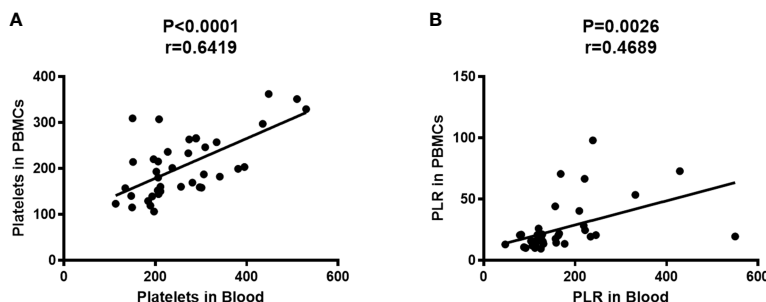 A
P<0.0001
r=0.6419
400
300
200
100
0
Platelets in PBMCs
0 200 400 600
Platelets in Blood
B
P=0.0026
r=0.4689
150
100
50
0
PLR in PBMCs
0 200 400 600
PLR in Blood